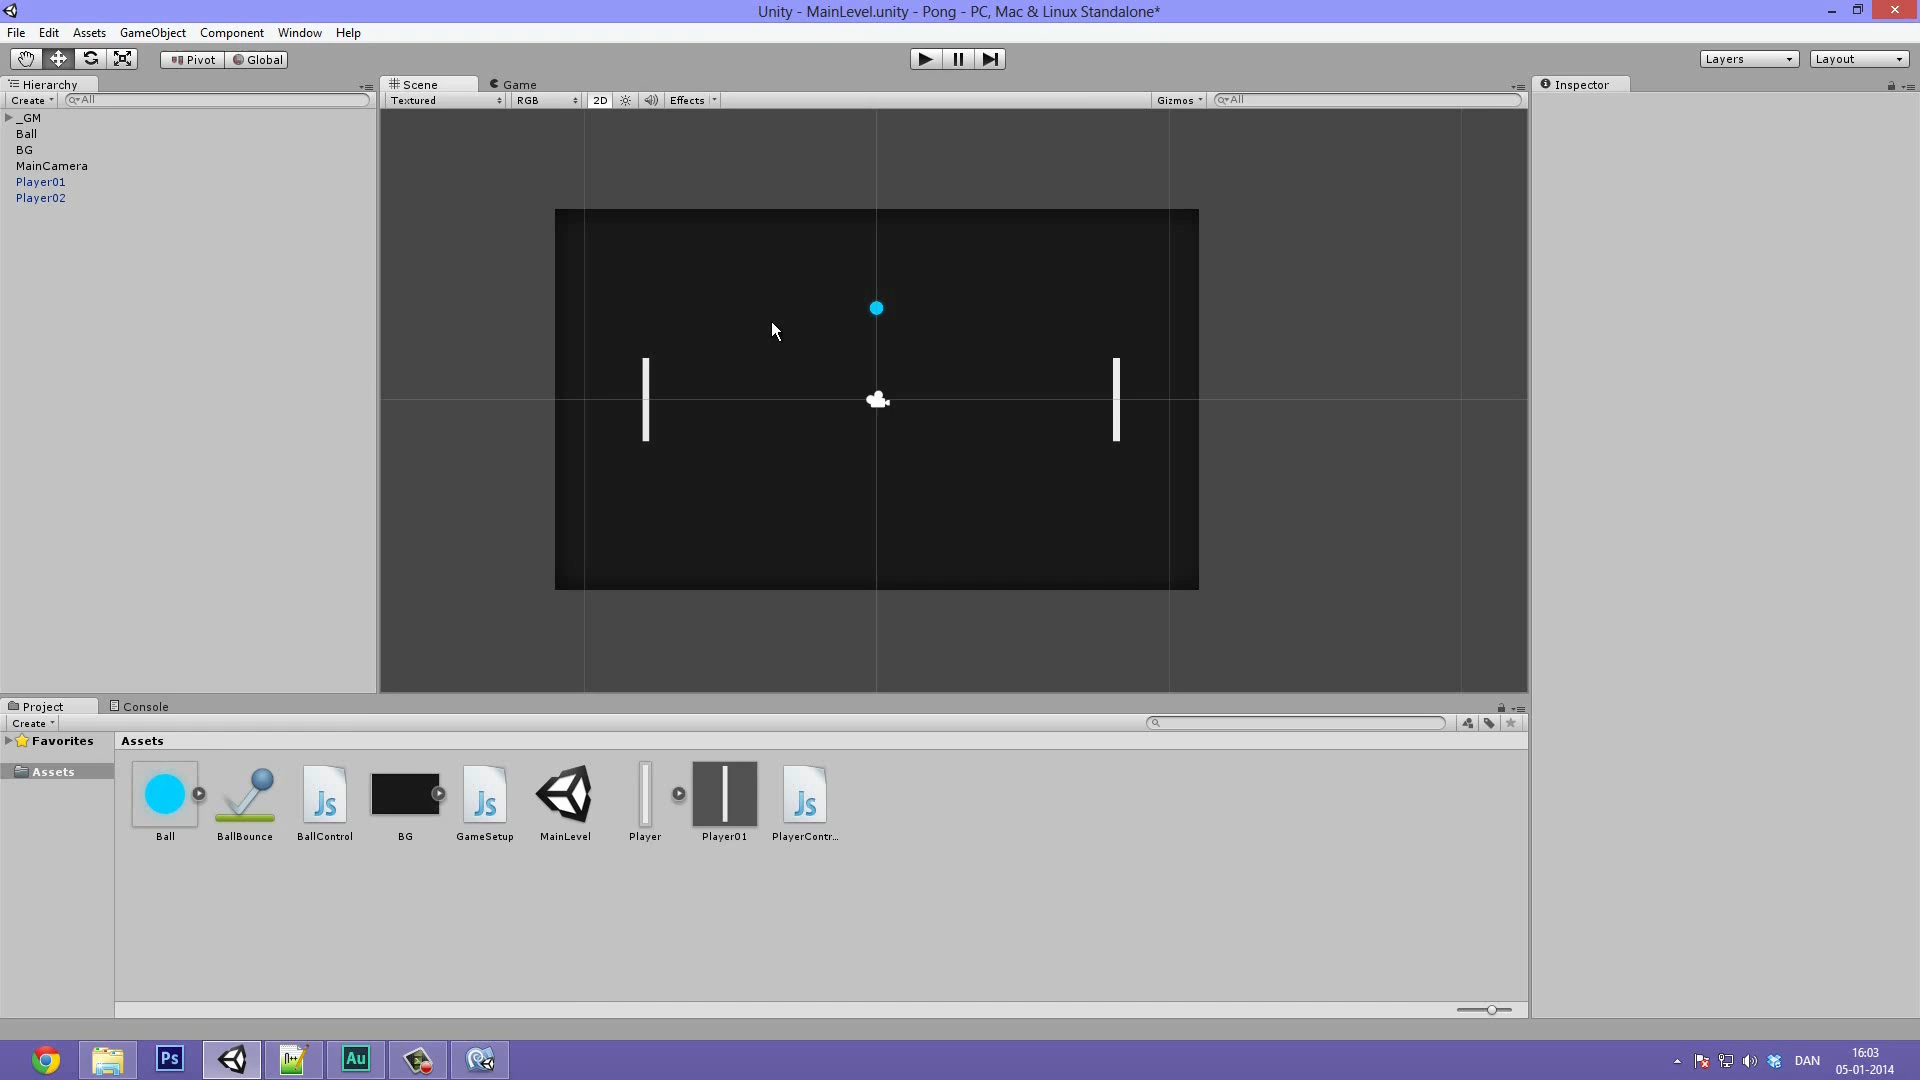 Unity - MainLevel.unity - Pong - PC, Mac & Linux Standalone*
File Edit Assets GameObject Component Window Help
Pivot Global Layers Layout
Hierarchy Scene Game Inspector
Create All Textured RGB 2D Effects Gizmos All
_GM
Ball
BG
MainCamera
Player01
Player02
Project Console
Create
Favorites Assets
Assets
Js Js Js
Ball BallBounce BallControl BG GameSetup MainLevel Player Player01 PlayerContr...
Ps Au DAN 16:03
05-01-2014